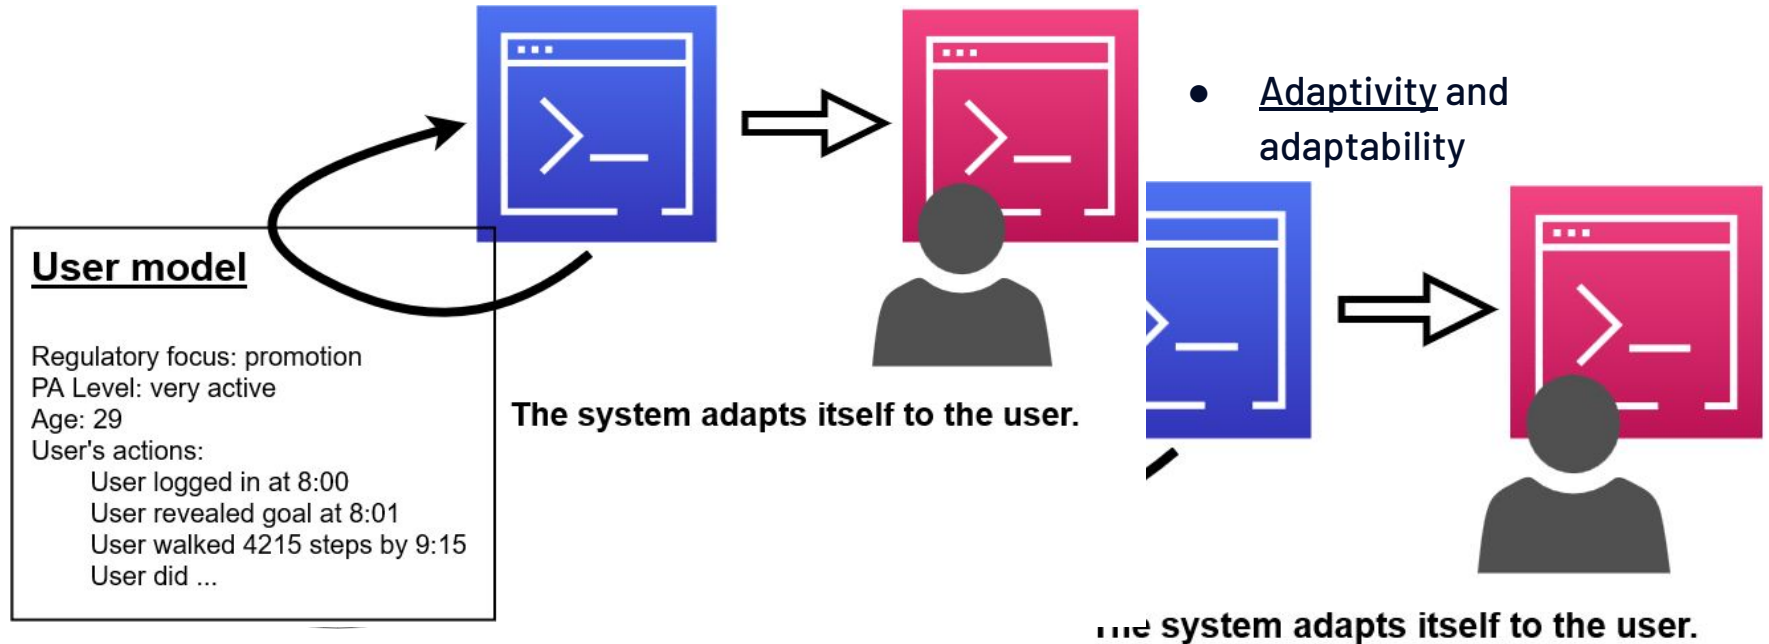 ● Adaptivity and
adaptability
User model
Regulatory focus: promotion
PA Level: very active
Age: 29
User's actions:
User logged in at 8:00
User revealed goal at 8:01
User walked 4215 steps by 9:15
User did ...
The system adapts itself to the user.
The system adapts itself to the user.